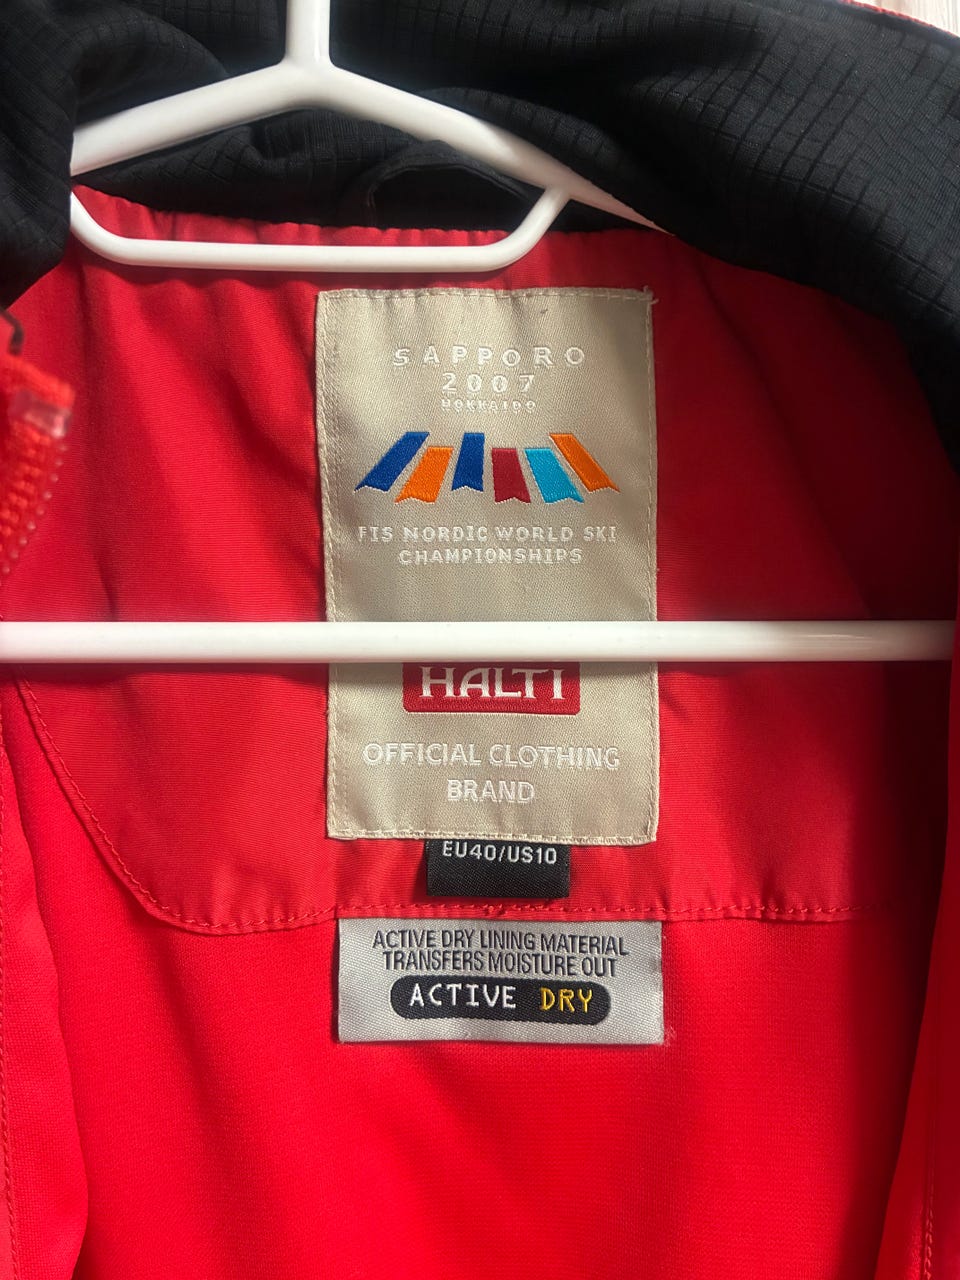 SAPPORO
2007
HOKKAIDO
FIS NORDIC WORLD SKI
CHAMPIONSHIPS
HALTI
OFFICIAL CLOTHING
BRAND
EU40/US10
ACTIVE DRY LINING MATERIAL
TRANSFERS MOISTURE OUT
ACTIVE DRY